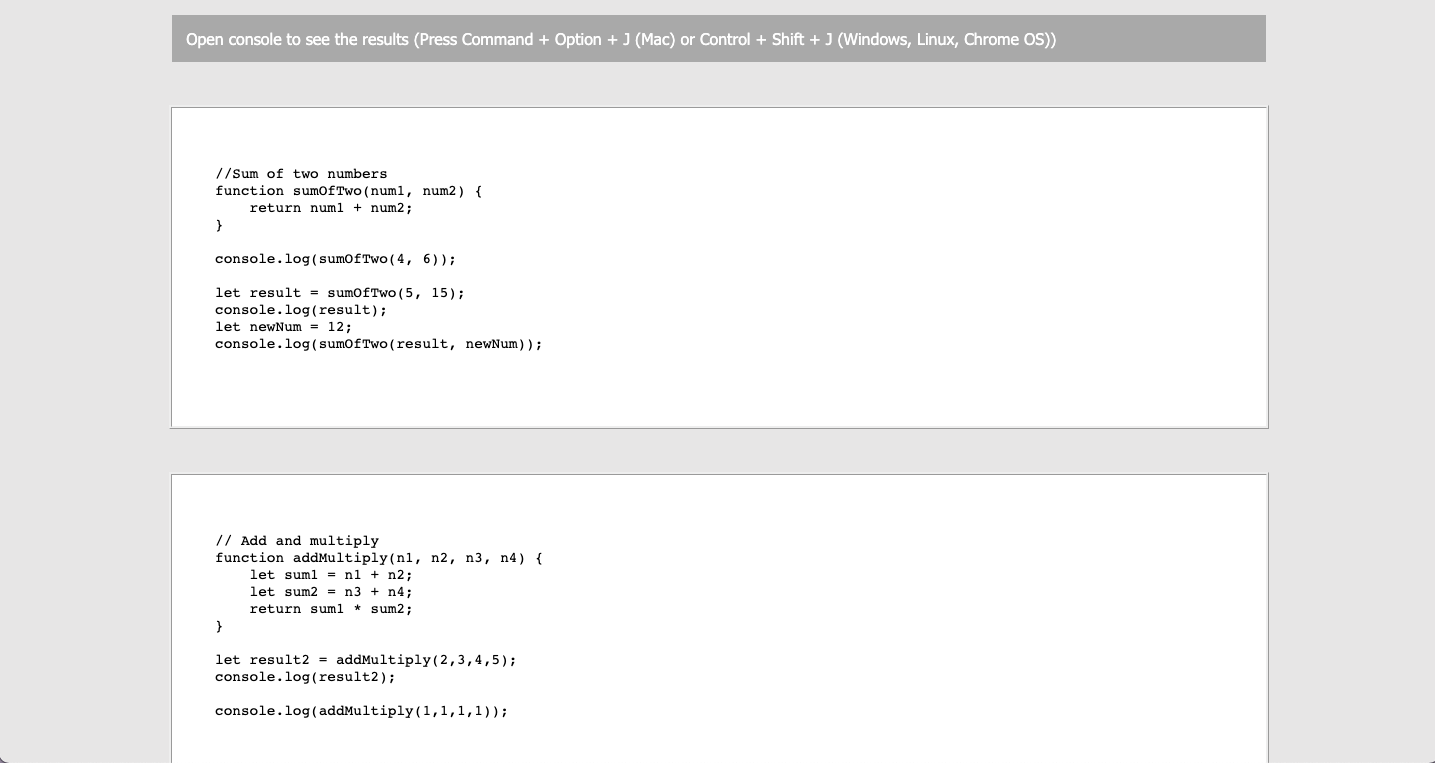 Open console to see the results (Press Command + Option + J (Mac) or Control + Shift + J (Windows, Linux, Chrome OS))
//Sum of two numbers
function sumOfTwo(num1, num2) {
    return num1 + num2;
}
console.log(sumOfTwo(4, 6));
let result = sumOfTwo(5, 15);
console.log(result);
let newNum = 12;
console.log(sumOfTwo(result, newNum));
// Add and multiply
function addMultiply(n1, n2, n3, n4) {
    let sum1 = n1 + n2;
    let sum2 = n3 + n4;
    return sum1 * sum2;
}
let result2 = addMultiply(2,3,4,5);
console.log(result2);
console.log(addMultiply(1,1,1,1));